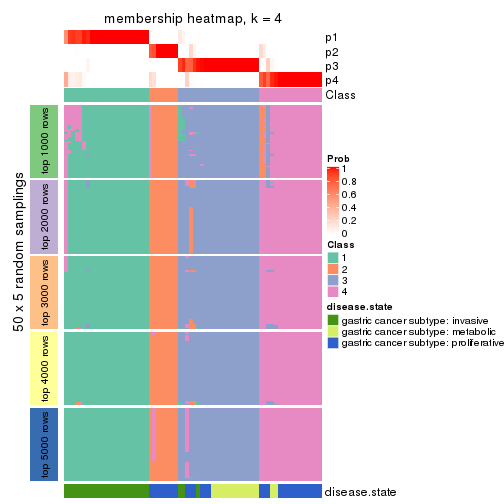 membership heatmap, k = 4
p1
p2
p3
p4
Class
50 x 5 random samplings
top 1000 rows
top 2000 rows
top 3000 rows
top 4000 rows
top 5000 rows
Prob
1
0.8
0.6
0.4
0.2
0
Class
1
2
3
4
disease.state
gastric cancer subtype: invasive
gastric cancer subtype: metabolic
gastric cancer subtype: proliferative
disease.state